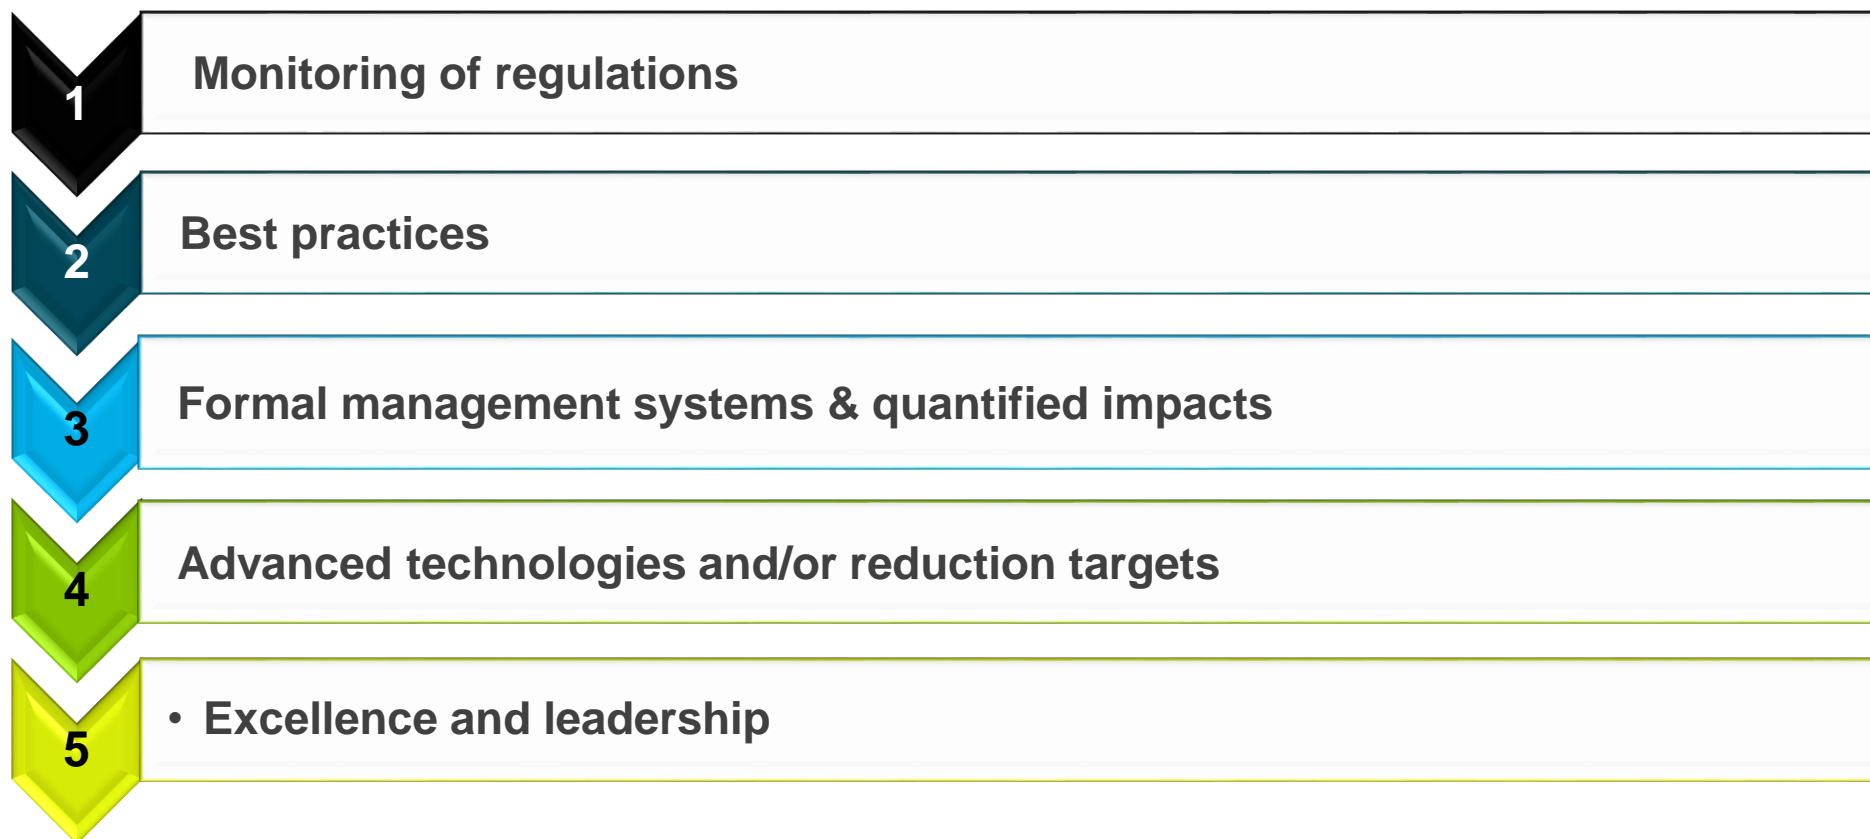 1
Monitoring of regulations
2
Best practices
3
Formal management systems & quantified impacts
4
Advanced technologies and/or reduction targets
5
• Excellence and leadership